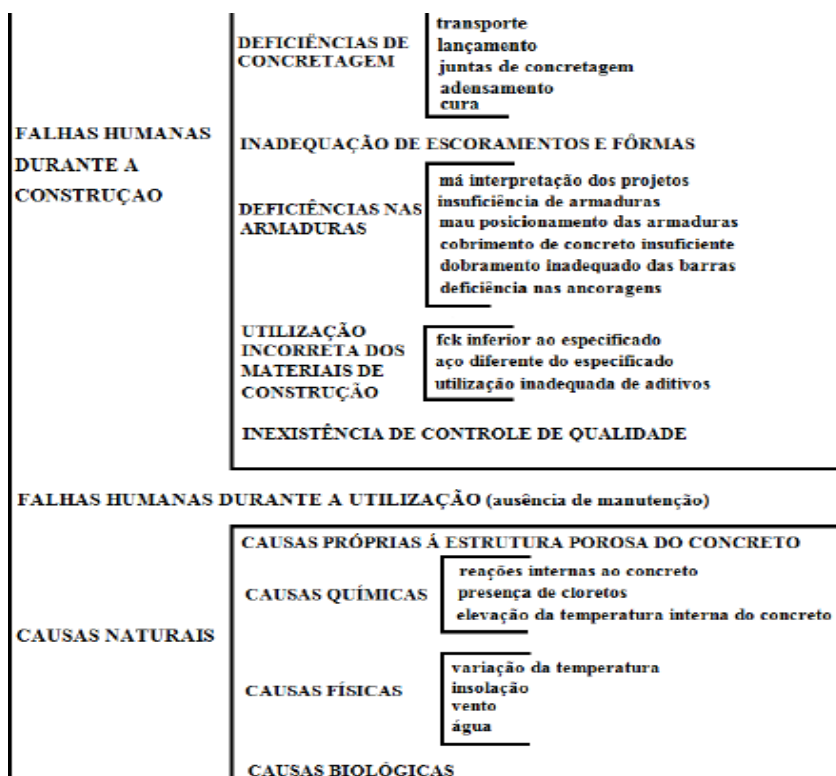 DEFICIÊNCIAS DE
CONCRETAGEM
transporte
lançamento
juntas de concretagem
adensamento
cura
FALHAS HUMANAS
DURANTE A
CONSTRUÇAO
INADEQUAÇÃO DE ESCORAMENTOS E FÔRMAS
DEFICIÊNCIAS NAS
ARMADURAS
má interpretação dos projetos
insuficiência de armaduras
mau posicionamento das armaduras
cobrimento de concreto insuficiente
dobramento inadequado das barras
deficiência nas ancoragens
UTILIZAÇÃO
INCORRETA DOS
MATERIAIS DE
CONSTRUÇÃO
fck inferior ao especificado
aço diferente do especificado
utilização inadequada de aditivos
INEXISTÊNCIA DE CONTROLE DE QUALIDADE
FALHAS HUMANAS DURANTE A UTILIZAÇÃO (ausência de manutenção)
CAUSAS NATURAIS
CAUSAS PRÓPRIAS Á ESTRUTURA POROSA DO CONCRETO
CAUSAS QUÍMICAS
reações internas ao concreto
presença de cloretos
elevação da temperatura interna do concreto
CAUSAS FÍSICAS
variação da temperatura
insolação
vento
água
CAUSAS BIOLÓGICAS